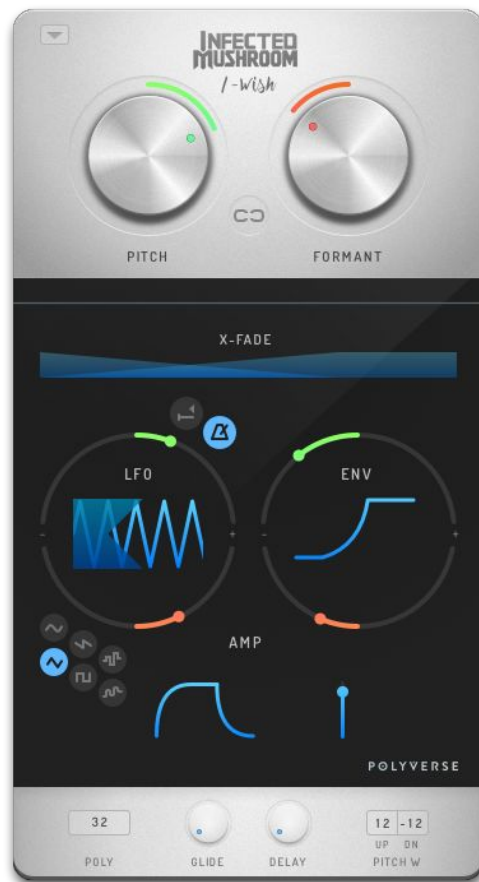 INFECTED
MUSHROOM
I-Wish
PITCH FORMANT
X-FADE
LFO ENV
- + - +
AMP
POLYVERSE
32 12 -12
UP DN
POLY GLIDE DELAY PITCH W